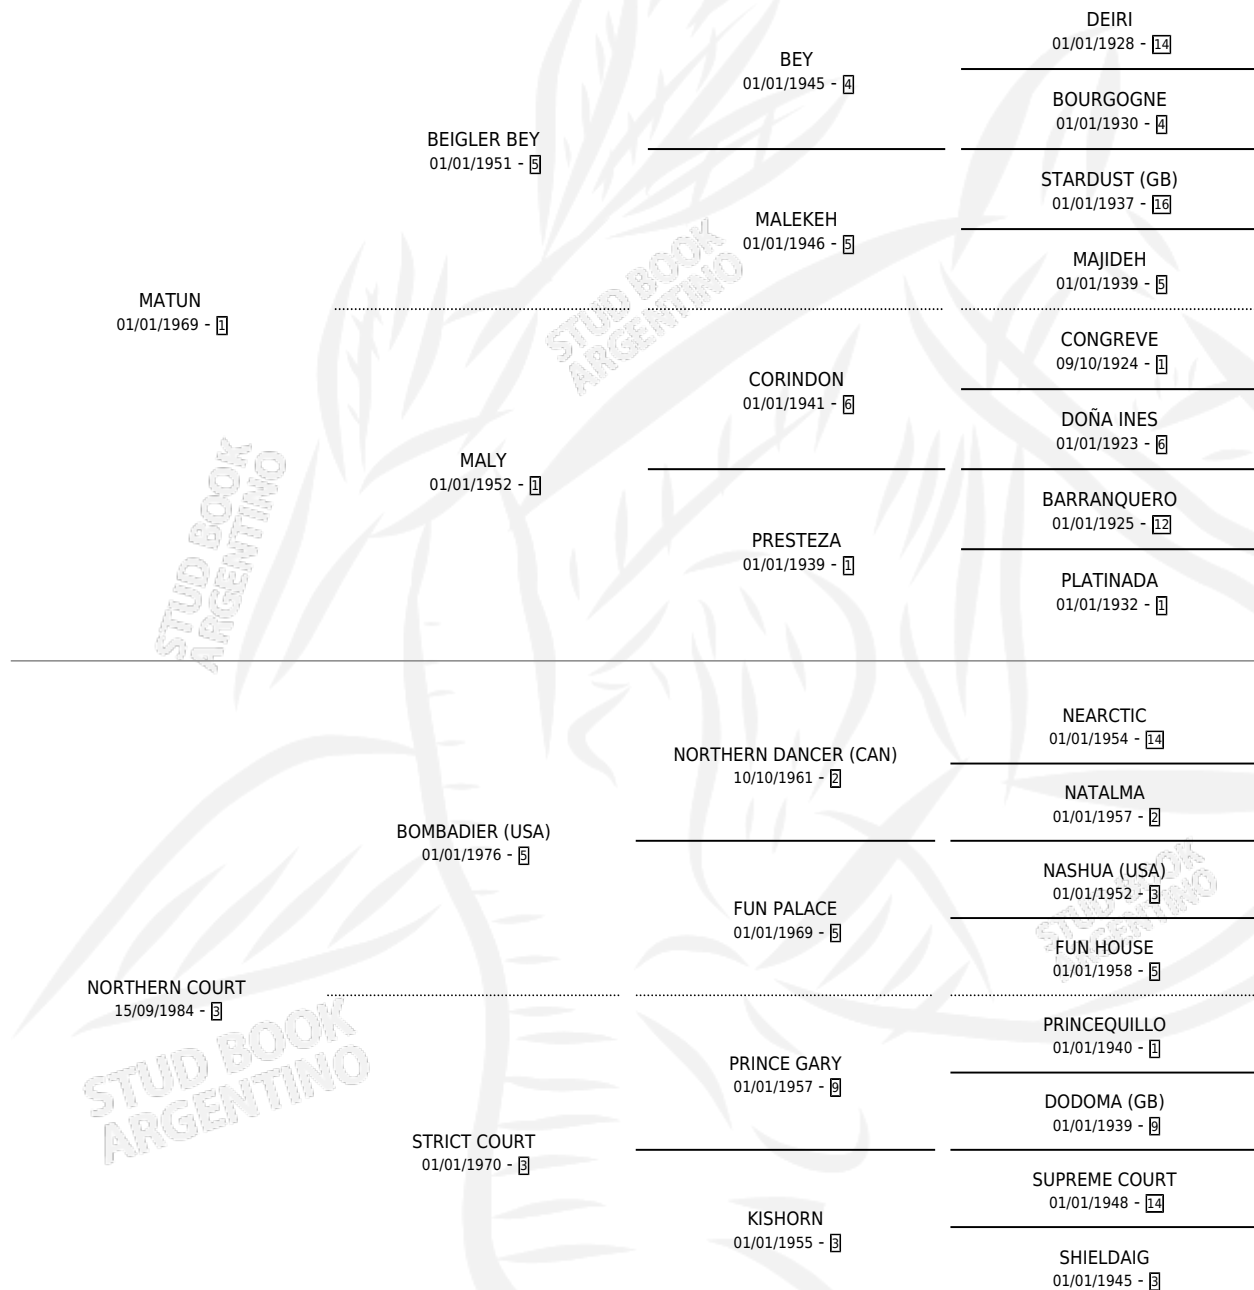 DEIRI
01/01/1928 - 14
BEY
01/01/1945 - 4
BOURGOGNE
01/01/1930 - 4
BEIGLER BEY
01/01/1951 - 5
STARDUST (GB)
01/01/1937 - 16
MALEKEH
01/01/1946 - 5
MAJIDEH
01/01/1939 - 5
MATUN
01/01/1969 - 1
STUD BOOK
ARGENTINO
CONGREVE
09/10/1924 - 1
CORINDON
01/01/1941 - 6
DOÑA INES
01/01/1923 - 6
MALY
01/01/1952 - 1
BARRANQUERO
01/01/1925 - 12
PRESTEZA
01/01/1939 - 1
PLATINADA
01/01/1932 - 1
STUD BOOK
ARGENTINO
NEARCTIC
01/01/1954 - 14
NORTHERN DANCER (CAN)
10/10/1961 - 2
NATALMA
01/01/1957 - 2
BOMBADIER (USA)
01/01/1976 - 5
NASHUA (USA)
01/01/1952 - 3
FUN PALACE
01/01/1969 - 5
FUN HOUSE
01/01/1958 - 5
STUD BOOK
ARGENTINO
NORTHERN COURT
15/09/1984 - 3
PRINCEQUILLO
01/01/1940 - 1
PRINCE GARY
01/01/1957 - 9
DODOMA (GB)
01/01/1939 - 9
STUD BOOK
ARGENTINO
STRICT COURT
01/01/1970 - 3
SUPREME COURT
01/01/1948 - 14
KISHORN
01/01/1955 - 3
SHIELDAIG
01/01/1945 - 3